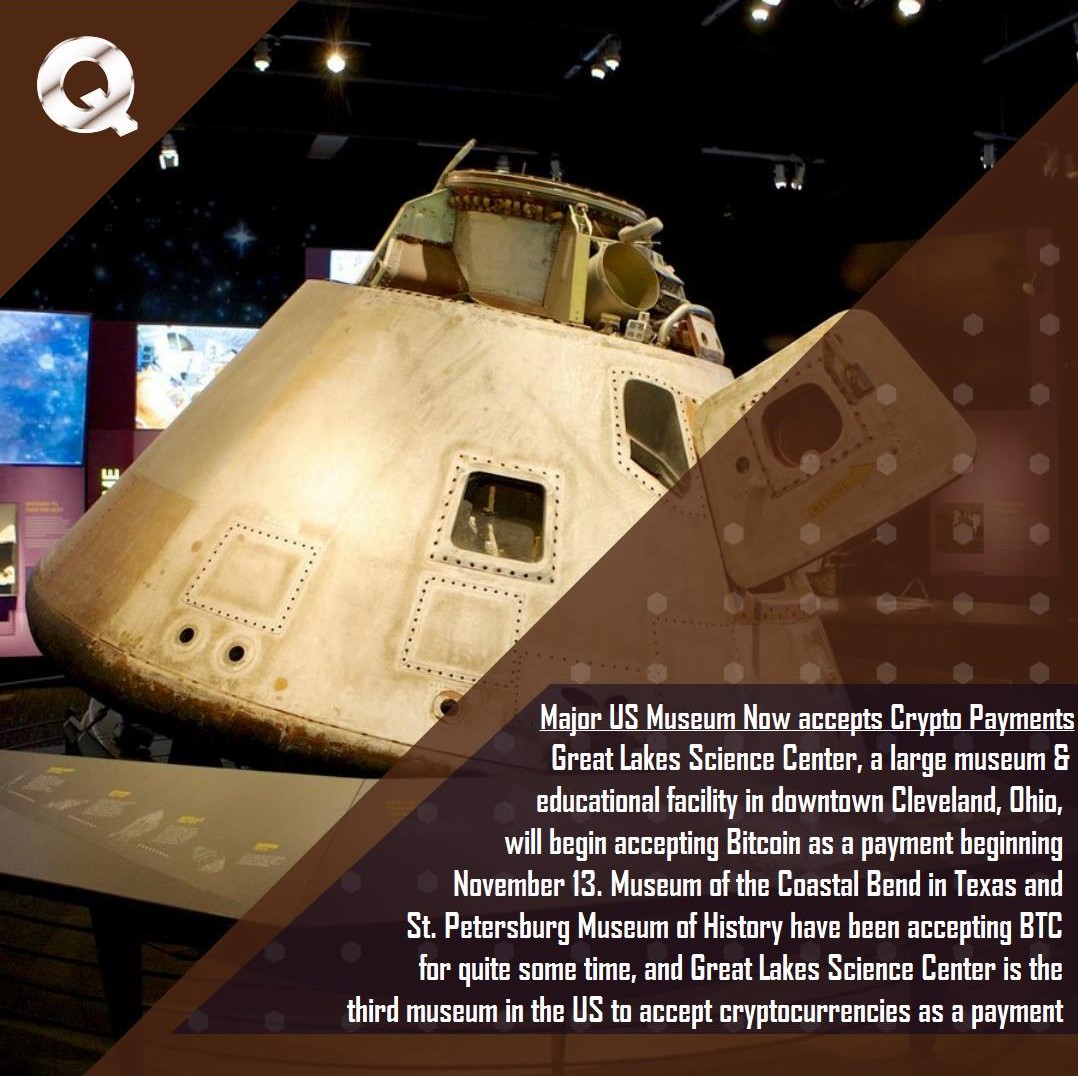 Q
Major US Museum Now accepts Crypto Payments
Great Lakes Science Center, a large museum &
educational facility in downtown Cleveland, Ohio,
will begin accepting Bitcoin as a payment beginning
November 13. Museum of the Coastal Bend in Texas and
St. Petersburg Museum of History have been accepting BTC
for quite some time, and Great Lakes Science Center is the
third museum in the US to accept cryptocurrencies as a payment